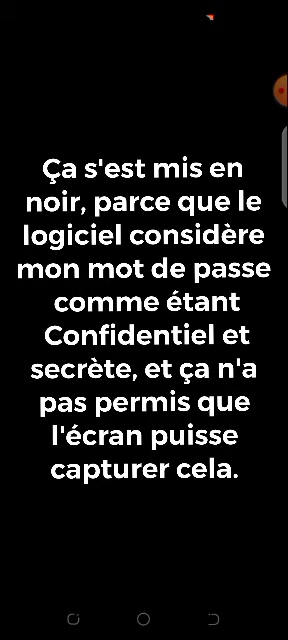 Ça s'est mis en
noir, parce que le
logiciel considère
mon mot de passe
comme étant
Confidentiel et
secrète, et ça n'a
pas permis que
l'écran puisse
capturer cela.